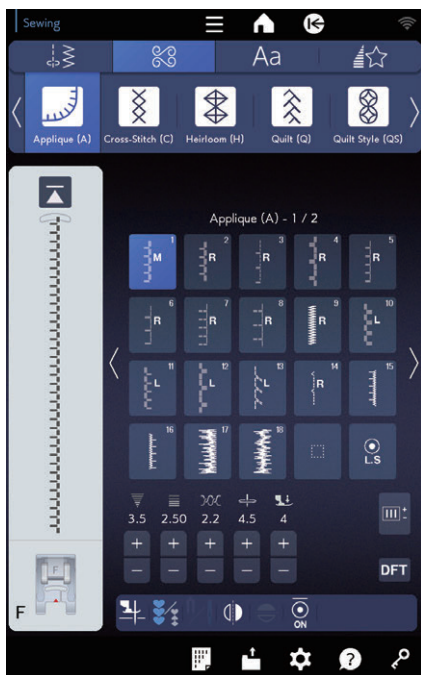 Sewing
Aa
Applique (A) Cross-Stitch (C) Heirloom (H) Quilt (Q) Quilt Style (QS)
Applique (A) - 1 / 2
1 M 2 R 3 R 4 R 5 R
6 R 7 R 8 R 9 R 10 L
11 L 12 L 13 L 14 R 15
16 17 18 L.S
3.5 2.50 2.2 4.5 4
+ + + + +
− − − − − DFT
F
F
ON
?